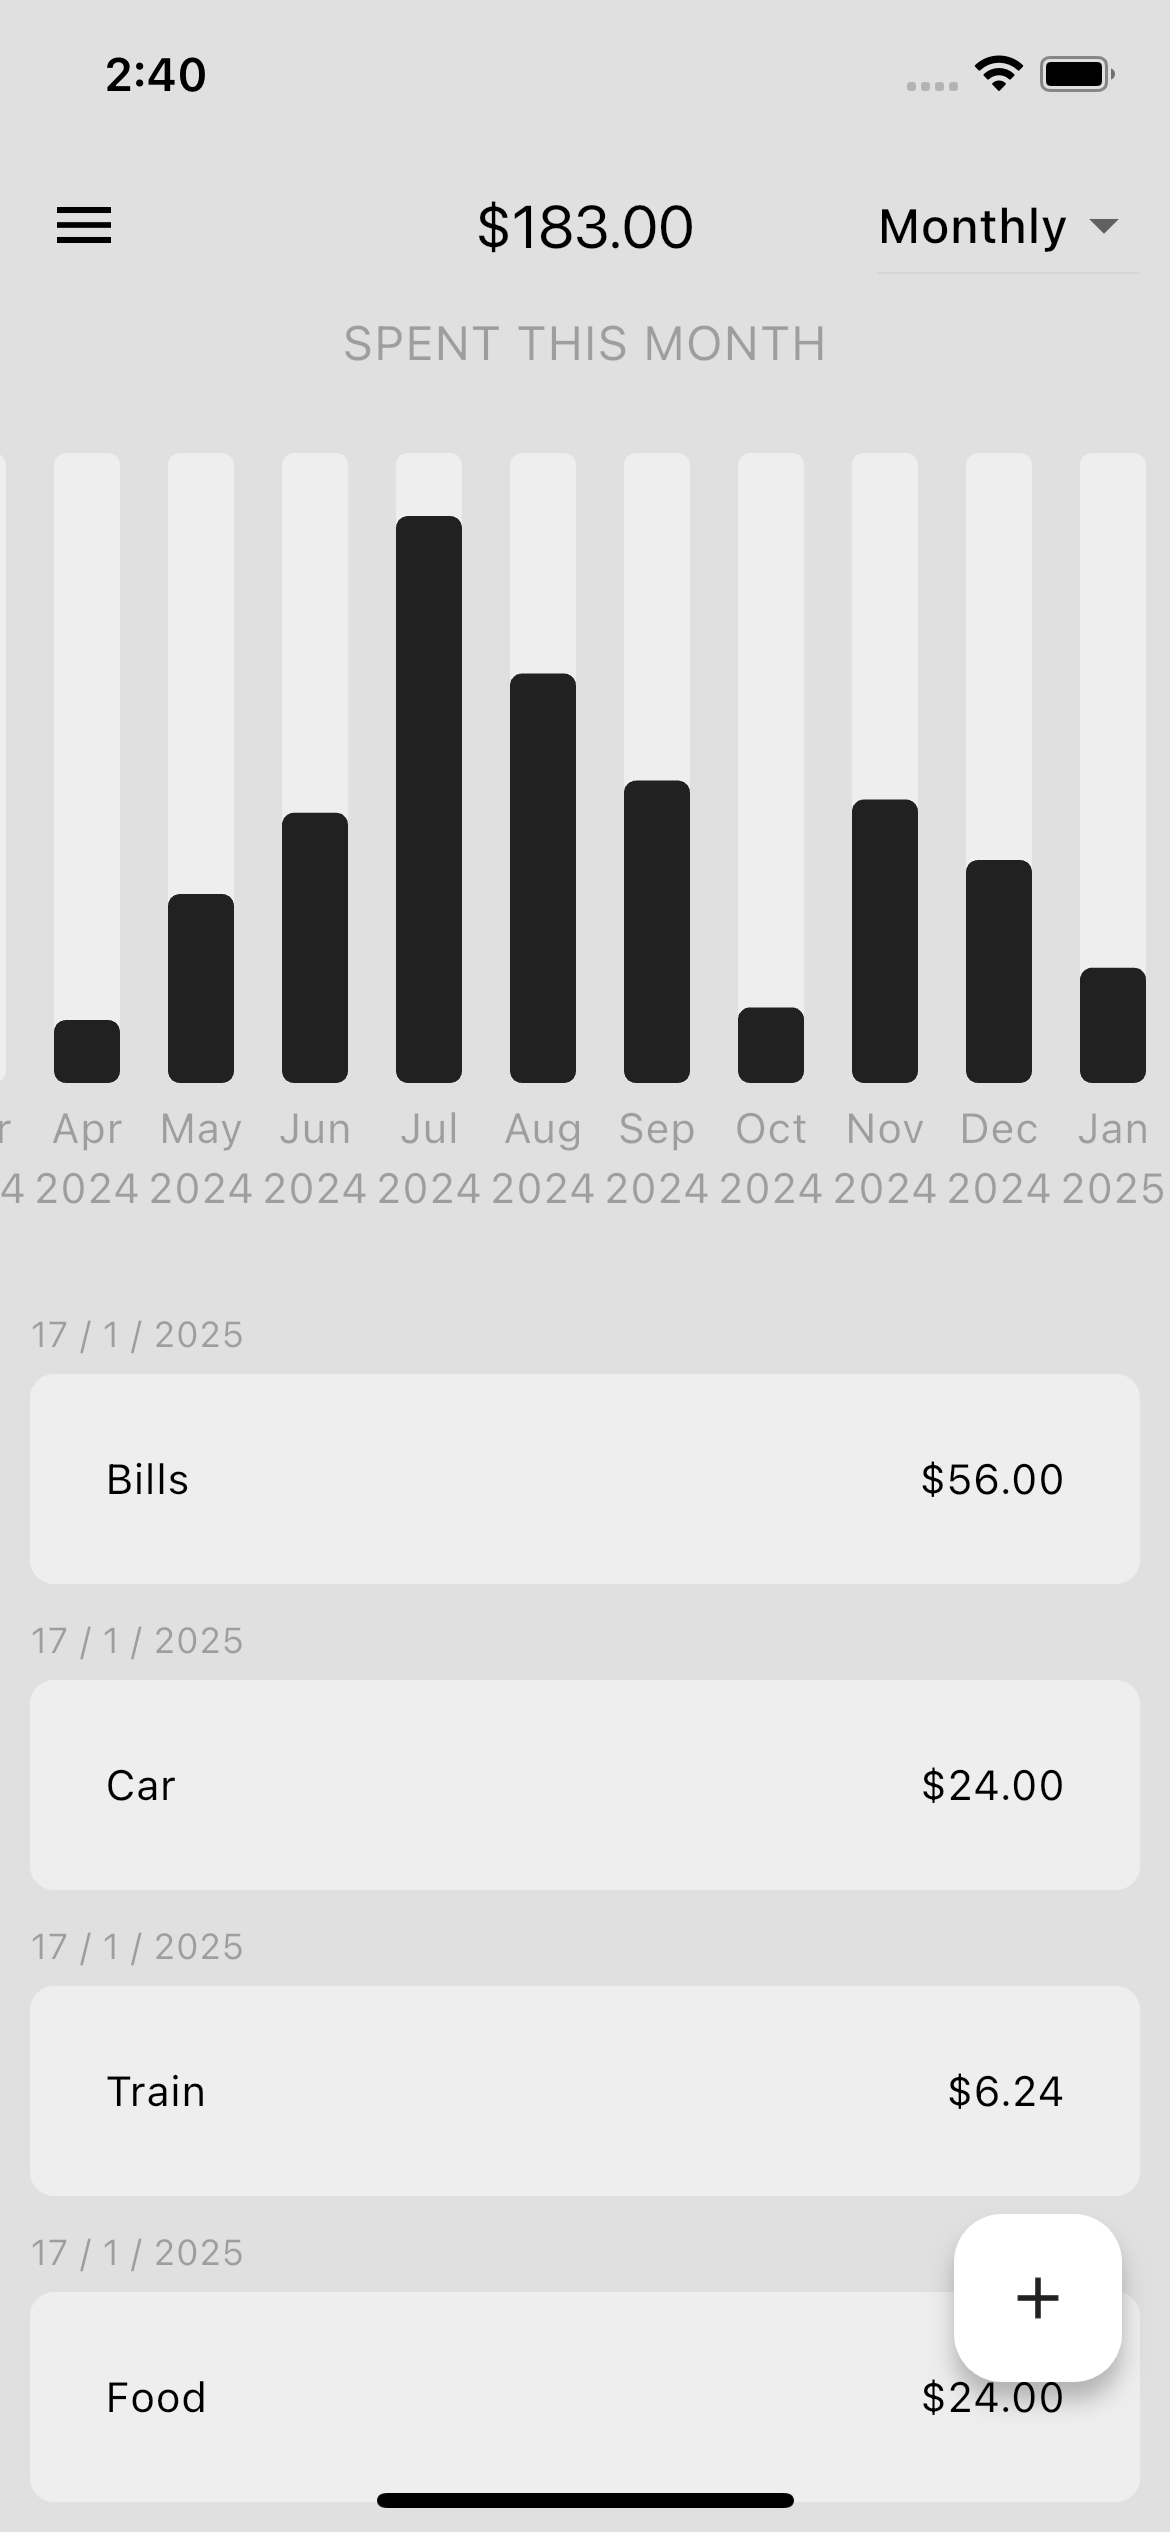 2:40
$183.00
Monthly
SPENT THIS MONTH
r Apr May Jun Jul Aug Sep Oct Nov Dec Jan
4 2024 2024 2024 2024 2024 2024 2024 2024 2024 2025
17 / 1 / 2025
Bills $56.00
17 / 1 / 2025
Car $24.00
17 / 1 / 2025
Train $6.24
17 / 1 / 2025
+
Food $24.00